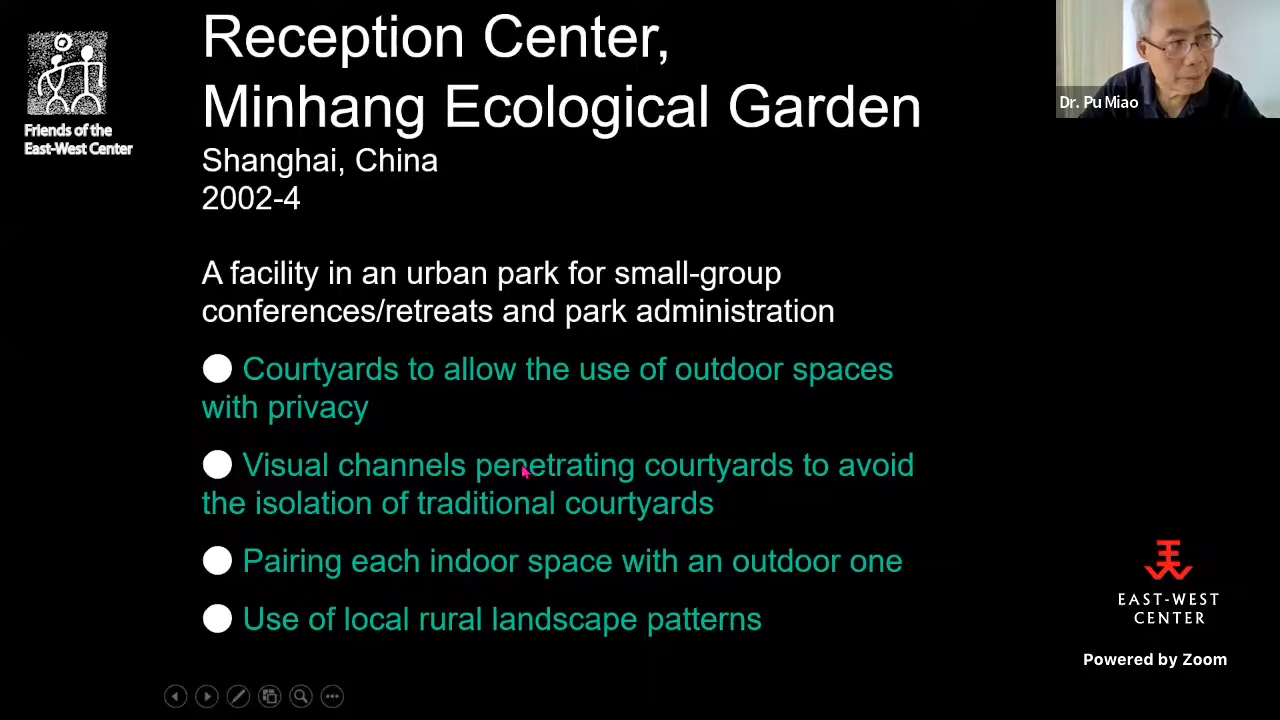 Reception Center,
Minhang Ecological Garden
Shanghai, China
2002-4
A facility in an urban park for small-group
conferences/retreats and park administration
● Courtyards to allow the use of outdoor spaces
with privacy
● Visual channels penetrating courtyards to avoid
the isolation of traditional courtyards
● Pairing each indoor space with an outdoor one
● Use of local rural landscape patterns
Friends of the
East-West Center
Dr. Pu Miao
EAST-WEST
CENTER
Powered by Zoom